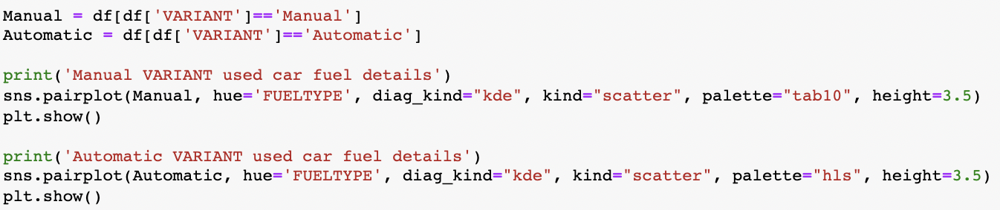 Manual = df[df['VARIANT']=='Manual']
Automatic = df[df['VARIANT']=='Automatic']
print('Manual VARIANT used car fuel details')
sns.pairplot(Manual, hue='FUELTYPE', diag_kind="kde", kind="scatter", palette="tab10", height=3.5)
plt.show()
print('Automatic VARIANT used car fuel details')
sns.pairplot(Automatic, hue='FUELTYPE', diag_kind="kde", kind="scatter", palette="hls", height=3.5)
plt.show()